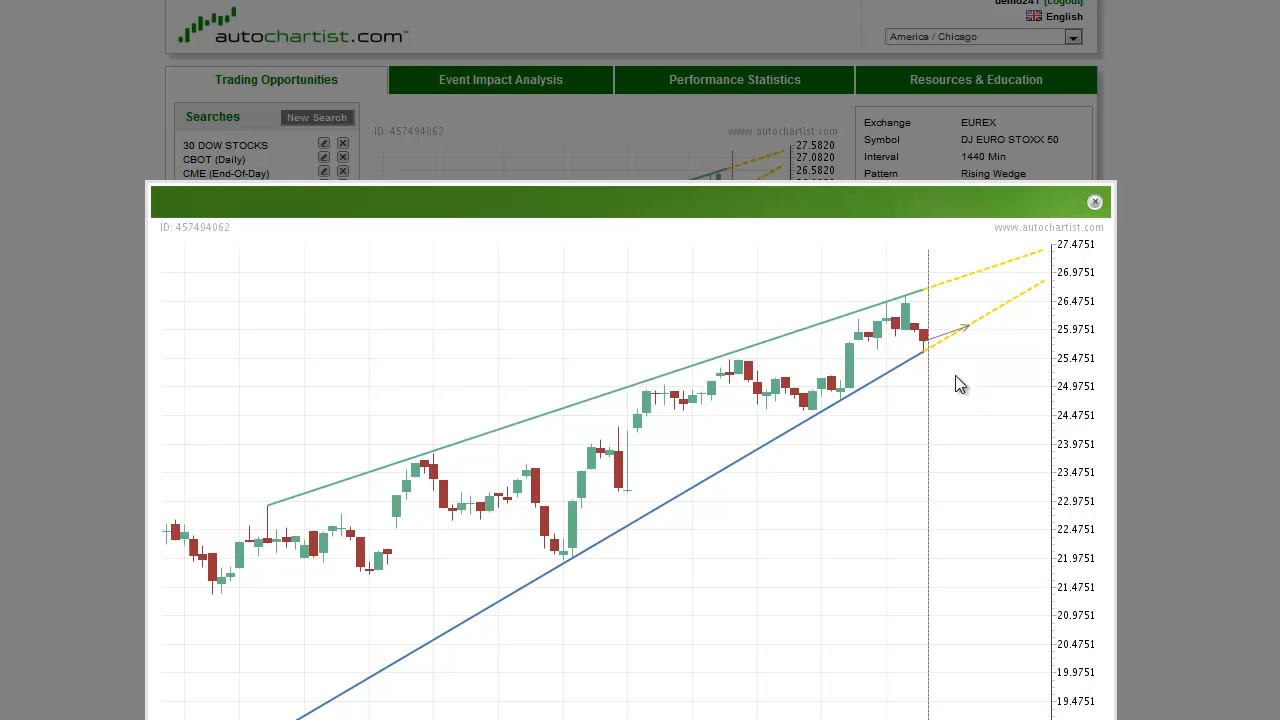 demo241 [Logout]
English
autochartist.com™
America / Chicago
Trading Opportunities
Event Impact Analysis
Performance Statistics
Resources & Education
Searches
New Search
30 DOW STOCKS
CBOT (Daily)
CME (End-Of-Day)
ID: 457494062
www.autochartist.com
27.5820
27.0820
26.5820
Exchange EUREX
Symbol DJ EURO STOXX 50
Interval 1440 Min
Pattern Rising Wedge
ID: 457494062
www.autochartist.com
27.4751
26.9751
26.4751
25.9751
25.4751
24.9751
24.4751
23.9751
23.4751
22.9751
22.4751
21.9751
21.4751
20.9751
20.4751
19.9751
19.4751